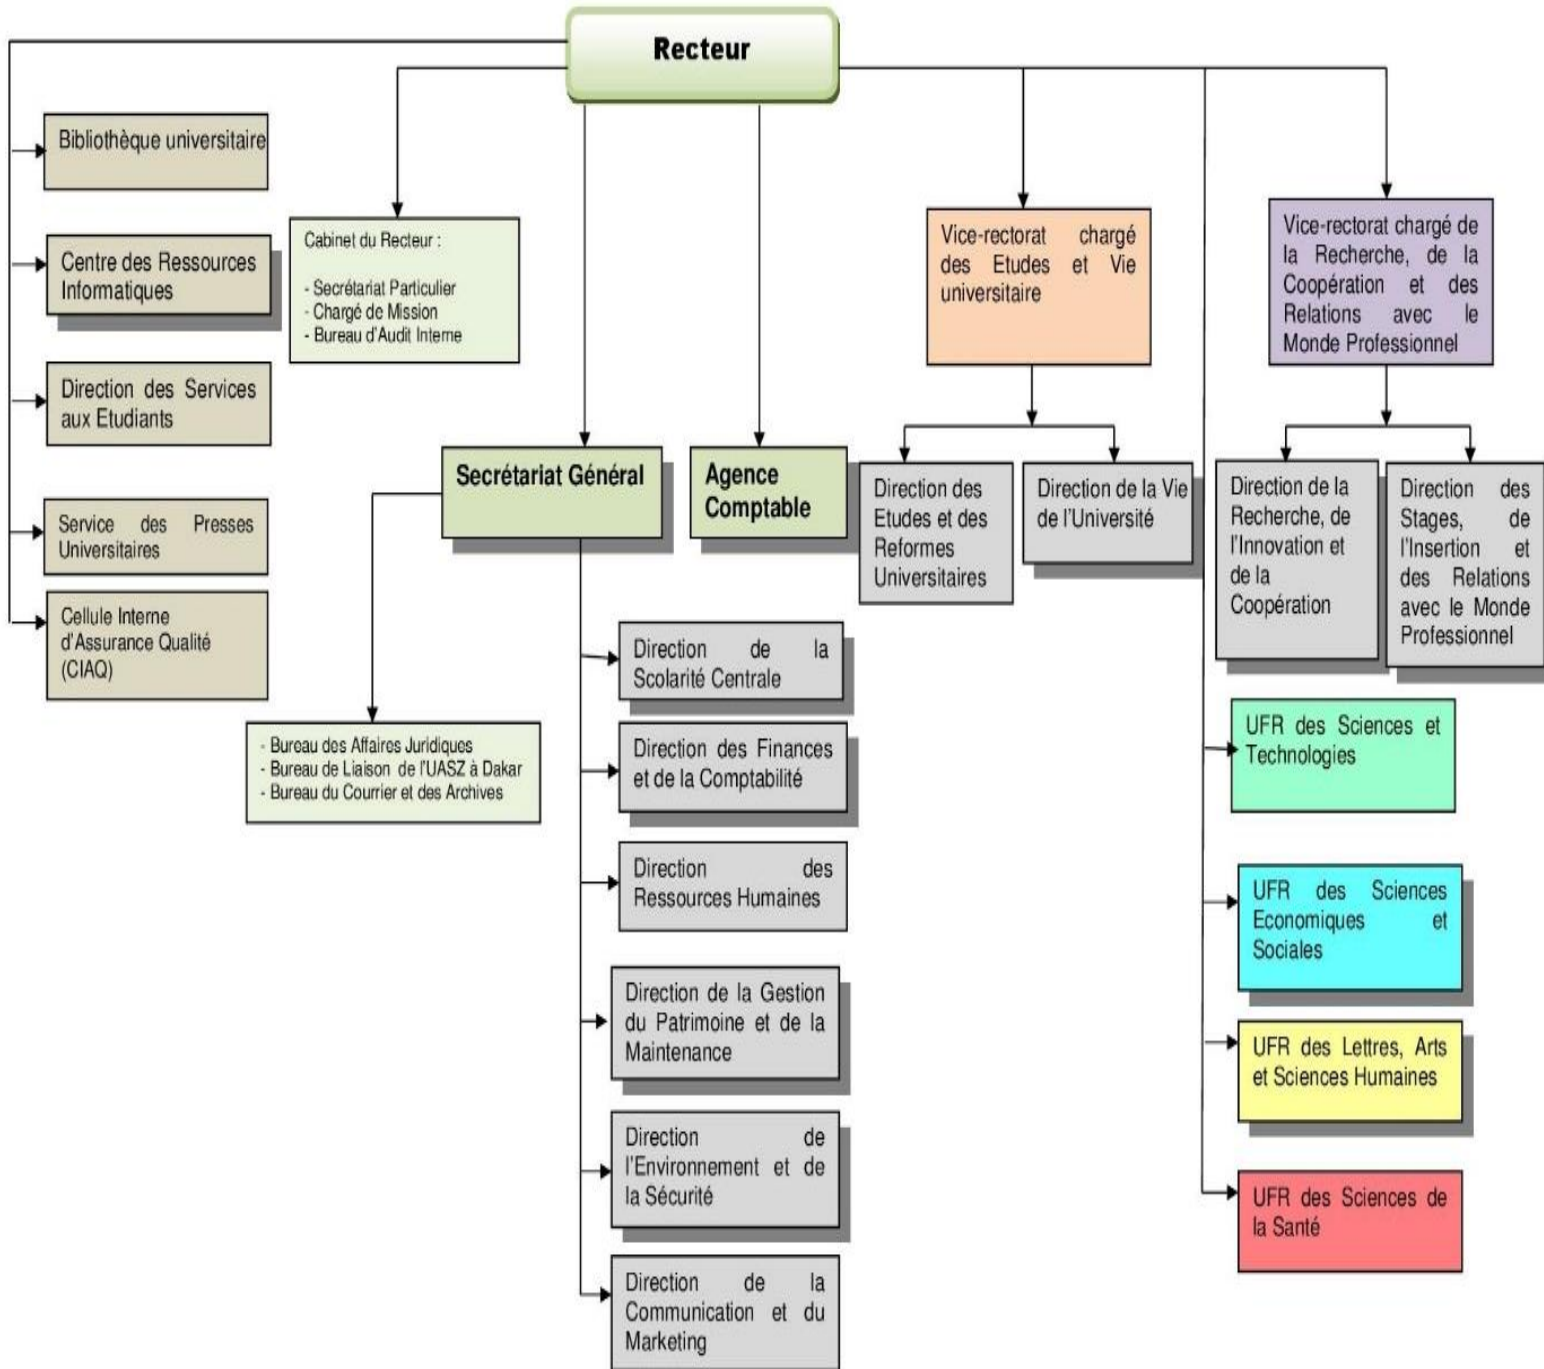 Recteur
Bibliothèque universitaire
Centre des Ressources
Informatiques
Direction des Services
aux Etudiants
Service des Presses
Universitaires
Cellule Interne
d'Assurance Qualité
(CIAQ)
Cabinet du Recteur :
- Secrétariat Particulier
- Chargé de Mission
- Bureau d'Audit Interne
Secrétariat Général
- Bureau des Affaires Juridiques
- Bureau de Liaison de l'UASZ à Dakar
- Bureau du Courrier et des Archives
Direction de la
Scolarité Centrale
Direction des Finances
et de la Comptabilité
Direction des
Ressources Humaines
Direction de la Gestion
du Patrimoine et de la
Maintenance
Direction de
l'Environnement et de
la Sécurité
Direction de la
Communication et du
Marketing
Agence
Comptable
Vice-rectorat chargé
des Etudes et Vie
universitaire
Direction des
Etudes et des
Reformes
Universitaires
Direction de la Vie
de l'Université
Vice-rectorat chargé de
la Recherche, de la
Coopération et des
Relations avec le
Monde Professionnel
Direction de la
Recherche, de
l'Innovation et
de la
Coopération
Direction des
Stages, de
l'Insertion et
des Relations
avec le Monde
Professionnel
UFR des Sciences et
Technologies
UFR des Sciences
Economiques et
Sociales
UFR des Lettres, Arts
et Sciences Humaines
UFR des Sciences de
la Santé